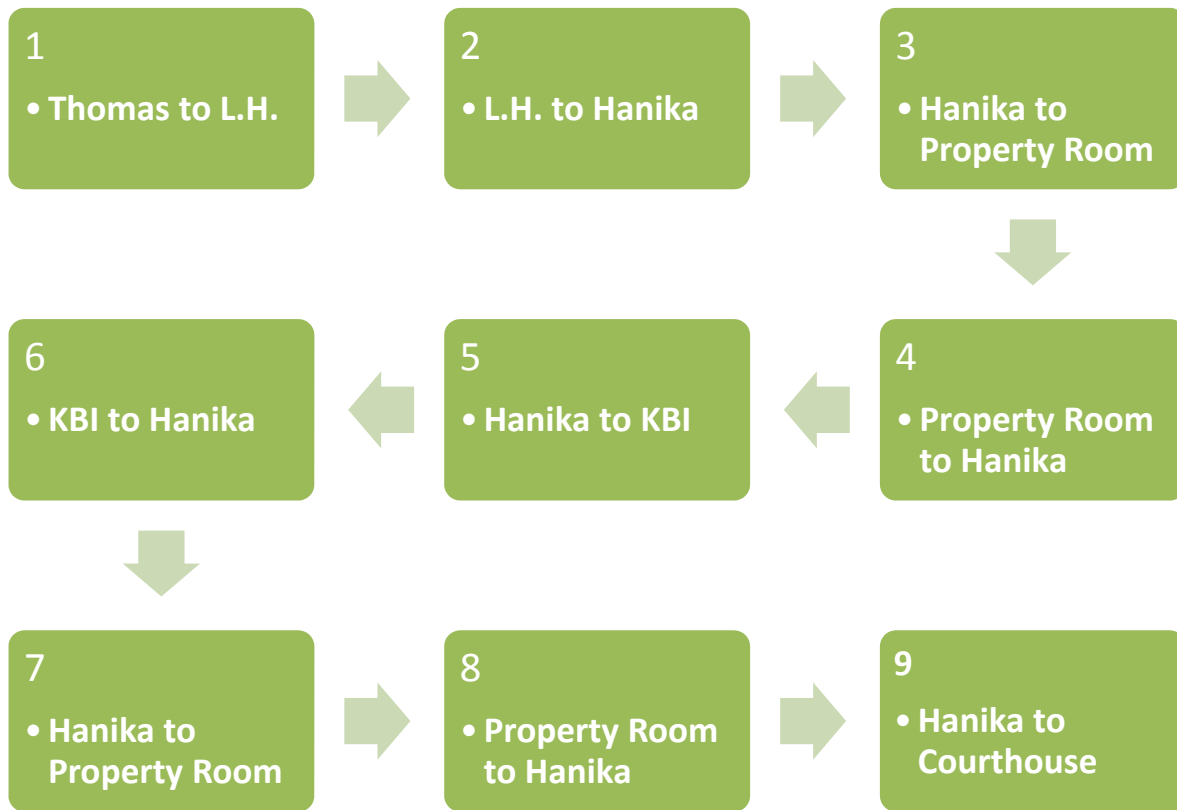 1
• Thomas to L.H.
2
• L.H. to Hanika
3
• Hanika to
Property Room
4
• Property Room
to Hanika
5
• Hanika to KBI
6
• KBI to Hanika
7
• Hanika to
Property Room
8
• Property Room
to Hanika
9
• Hanika to
Courthouse